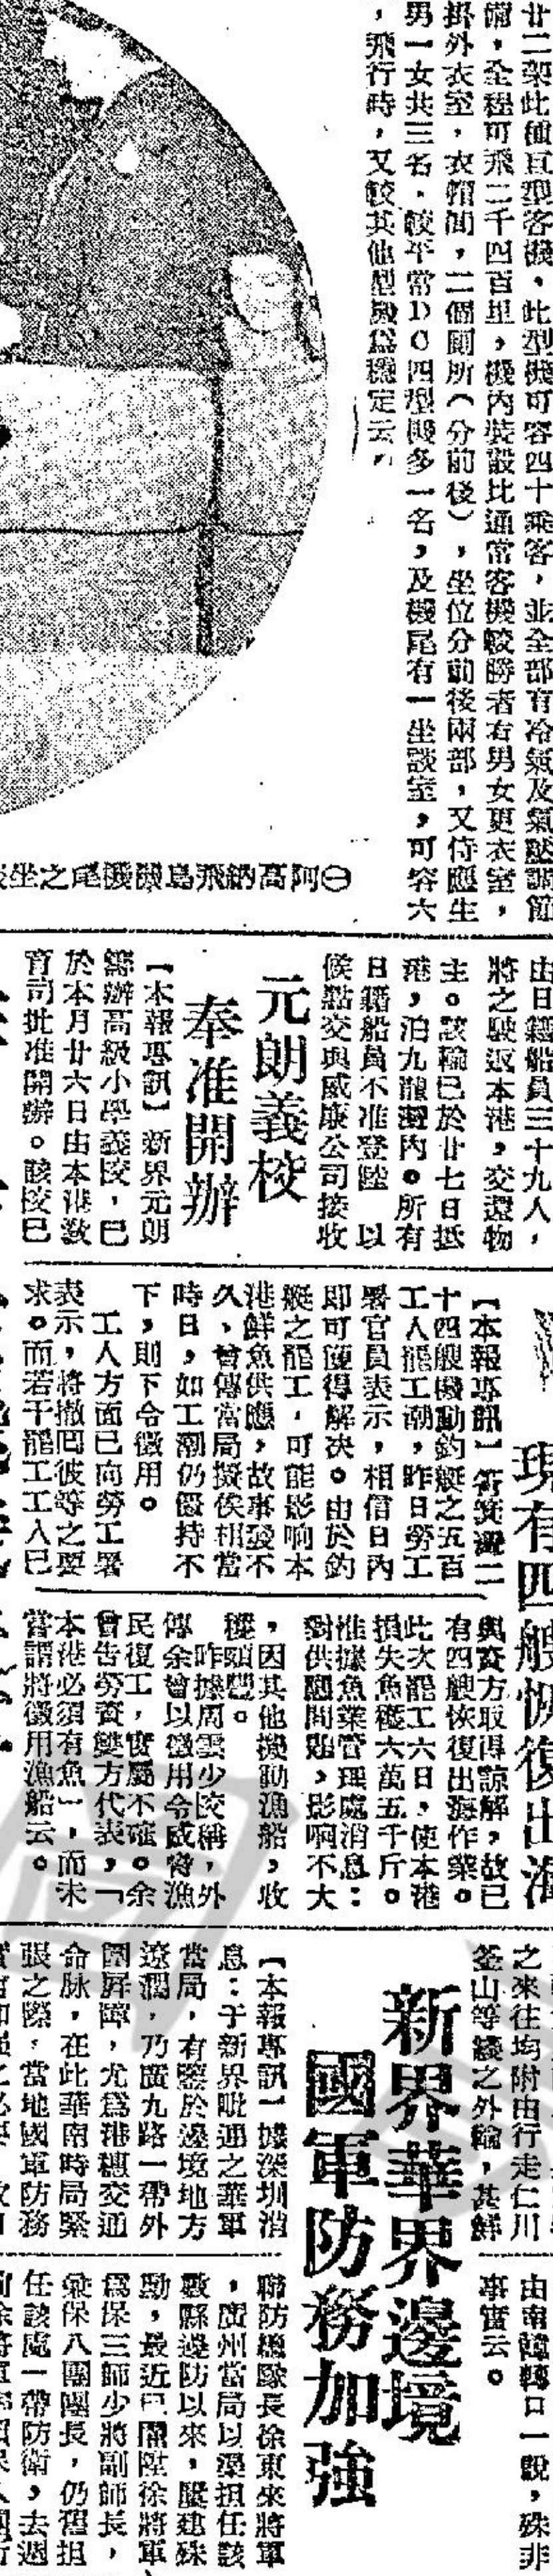 廿二架此種巨型客機，此型機可容四十乘客，並全部有冷氣及氣壓調節
備，全程可飛二千四百里，機內裝設比通常客機較勝者有男女更衣室，
掛外衣室，衣帽間，二個廁所（分前後），坐位分前後兩部，又侍應生
男一女共三名，較平常ＤＣ四型機多一名，及機尾有一坐談室，可容六
，飛行時，又較其他型機為穩定云。
㊀阿高納飛島號機尾之坐
由日籍船員三十九人，
將之駛返本港，交還物
主。該輪已於廿七日抵
港，泊九龍灣內。所有
日籍船員不准登陸，以
候點交與威康公司接收
元朗義校
奉准開辦
【本報專訊】新界元朗
籌辦高級小學義校，已
於本月廿六日由本港教
育司批准開辦。該校已
現有四艘恢復出海
【本報專訊】筲箕灣二
十四艘機動釣艇之五百
工人罷工潮，昨日勞工
署官員表示，相信日內
即可獲得解決。由於釣
艇之罷工，可能影响本
港鮮魚供應，故事發不
久，曾傳當局擬俟相當
時日，如工潮仍僵持不
下，則下令徵用。
工人方面已向勞工署
表示，將撤回彼等之要
求。而若干罷工工人已
與資方取得諒解，故已
有四艘恢復出海作業。
此次罷工六日，使本港
損失魚穫六萬五千斤。
惟據魚業管理處消息：
對供應問題，影响不大
，因其他機動漁船，收
穫頗豐。
昨據周雲少校稱，外
傳余曾以徵用令威脅漁
民復工，實屬不確。余
曾告勞資雙方代表，「
本港必須有魚」，而未
嘗謂將徵用漁船云。
之來往均附由行走仁川
釜山等綫之外輪，甚鮮
由南韓轉口一說，殊非
事實云。
新界華界邊境
國軍防務加強
【本報專訊】據深圳消
息：于新界毗連之華軍
當局，有鑒於邊境地方
遼濶，乃廣九路一帶外
圍屏障，尤為港穗交通
命脉，在此華南時局緊
張之際，當地國軍防務
聯防總隊長徐東來將軍
，廣州當局以渠担任該
數縣邊防以來，屢建殊
勛，最近已關陞徐將軍
為保三師少將副師長，
兼保八團團長，仍舊担
任該處一帶防衛，去週